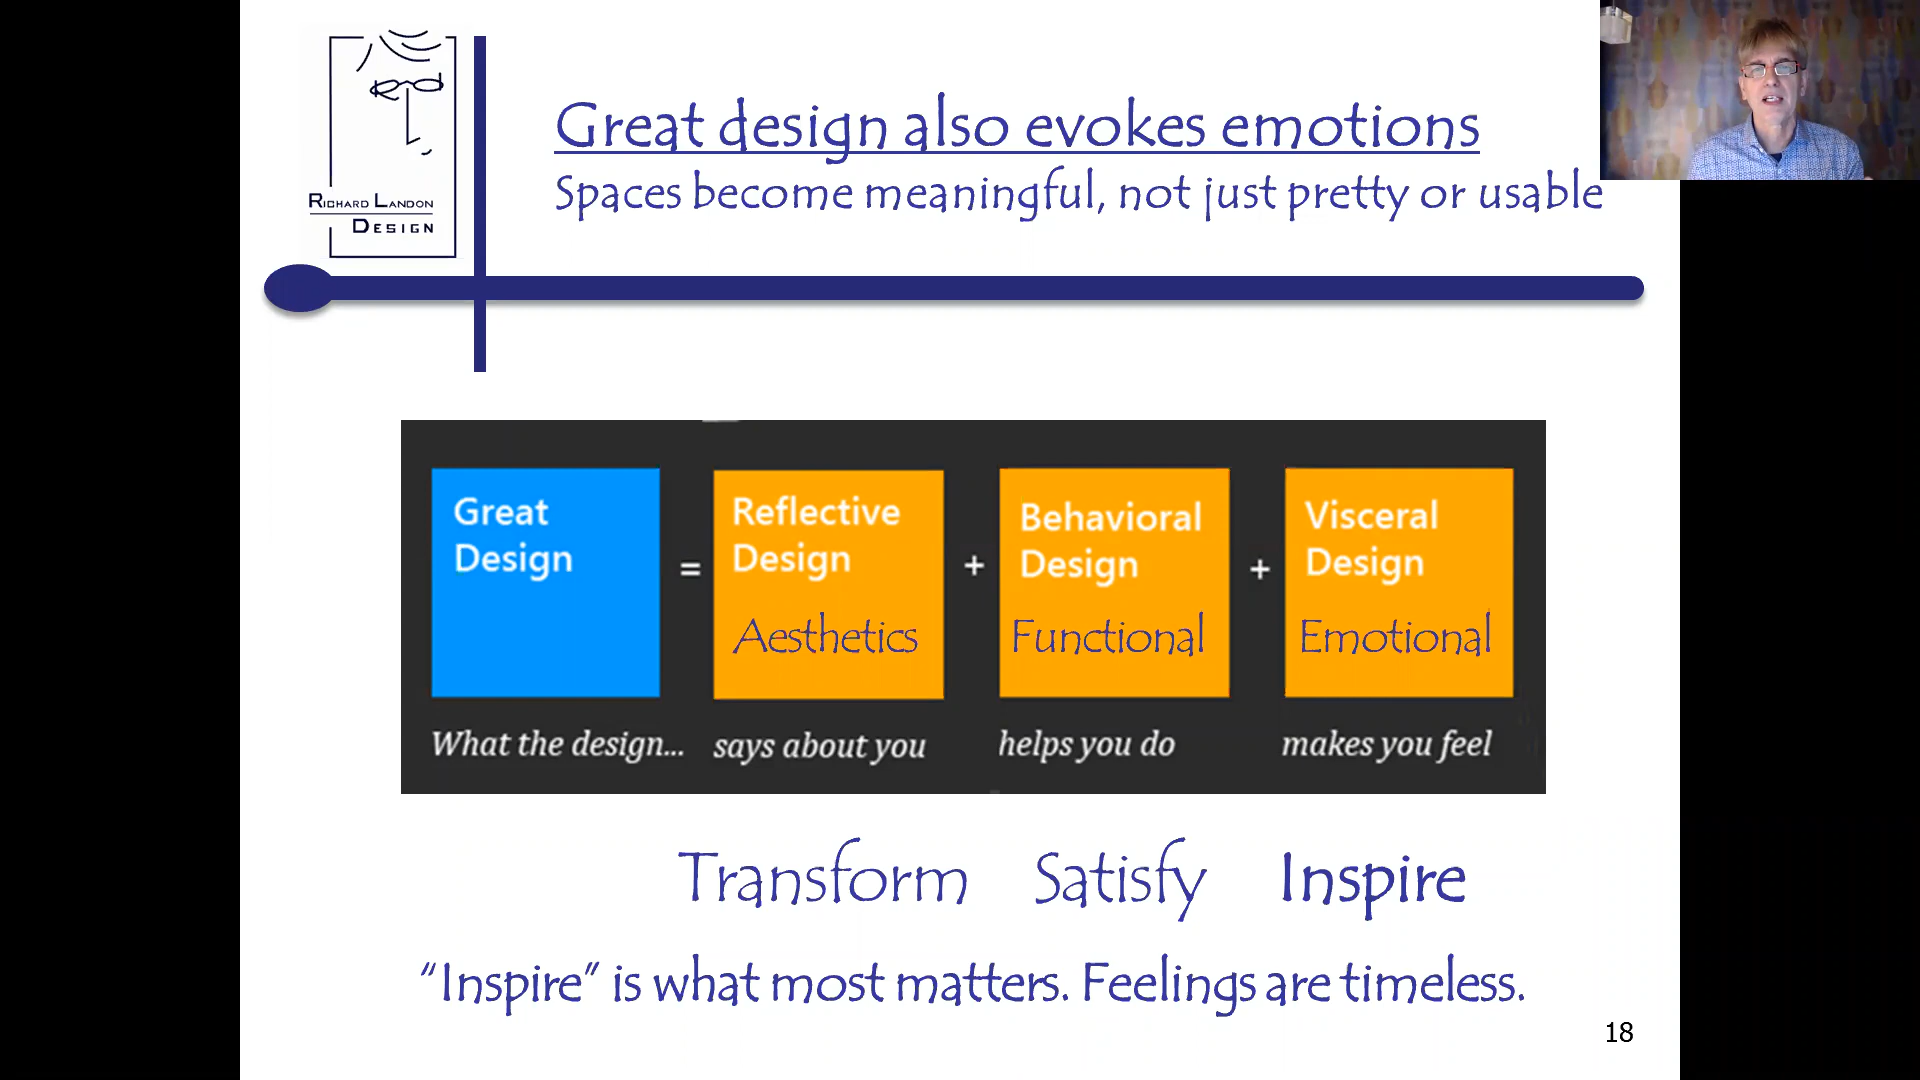 RICHARD LANDON
DESIGN
Great design also evokes emotions
Spaces become meaningful, not just pretty or usable
Great
Design
=
Reflective
Design
Aesthetics
+
Behavioral
Design
Functional
+
Visceral
Design
Emotional
What the design...
says about you
helps you do
makes you feel
Transform
Satisfy
Inspire
“Inspire” is what most matters. Feelings are timeless.
18